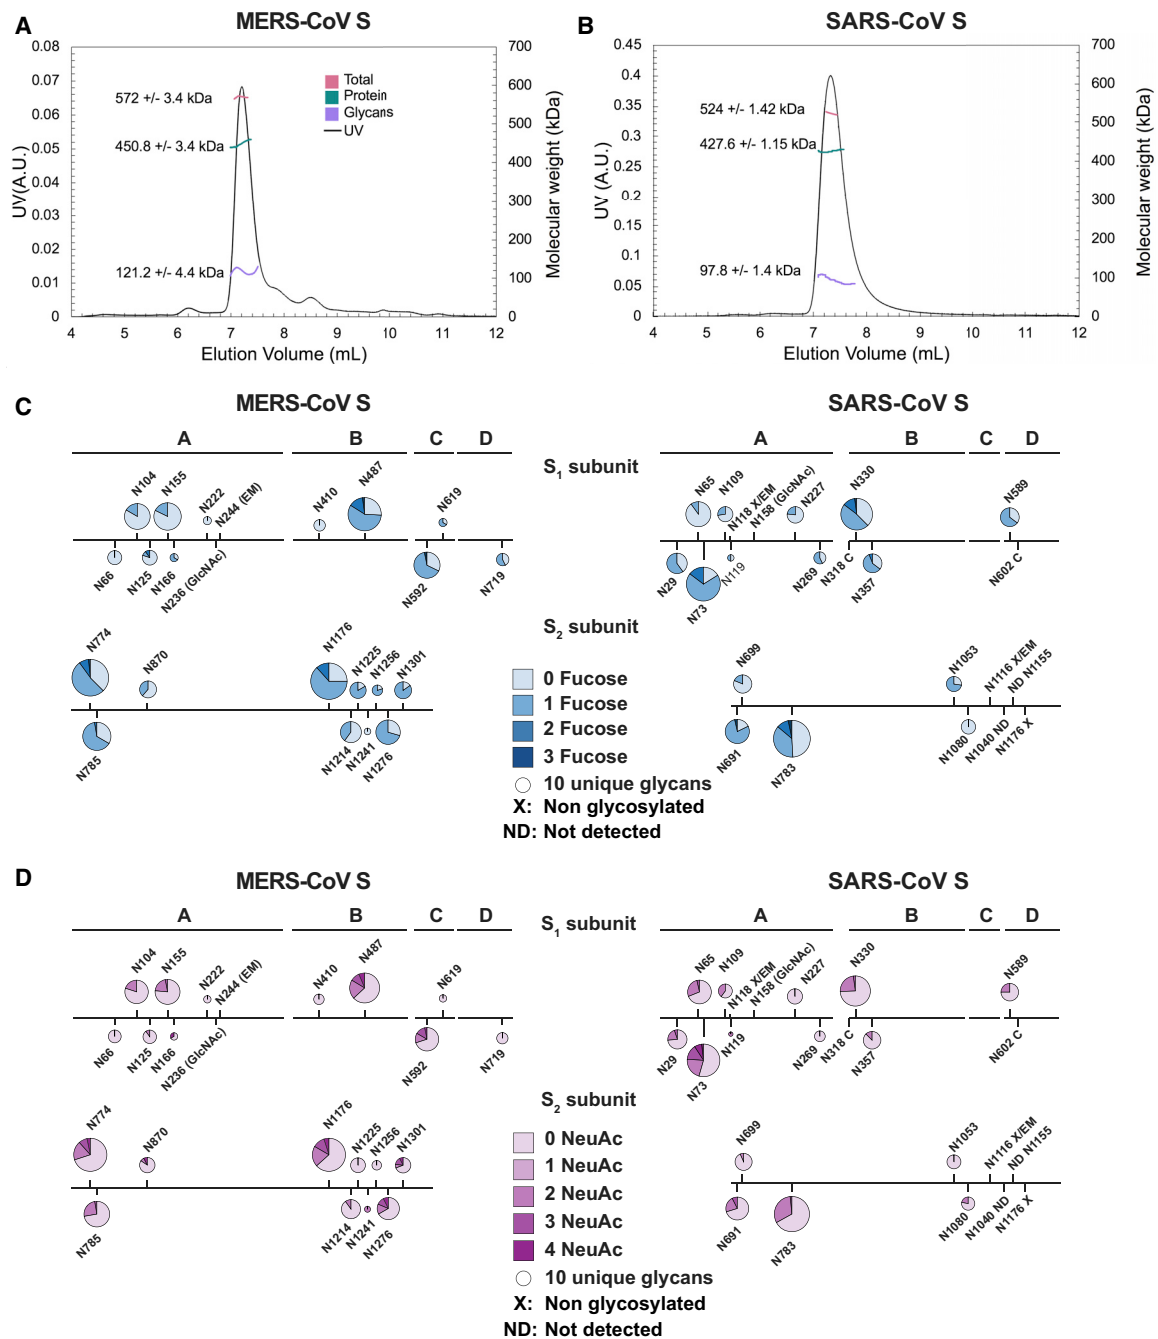 A
MERS-CoV S
0.08
0.07
0.06
0.05
0.04
0.03
0.02
0.01
0
UV(A.U.)
572 +/- 3.4 kDa
450.8 +/- 3.4 kDa
121.2 +/- 4.4 kDa
Total
Protein
Glycans
UV
700
600
500
400
300
200
100
0
Molecular weight (kDa)
4 5 6 7 8 9 10 11 12
Elution Volume (mL)
B
SARS-CoV S
0.45
0.4
0.35
0.3
0.25
0.2
0.15
0.1
0.05
0
UV (A.U.)
524 +/- 1.42 kDa
427.6 +/- 1.15 kDa
97.8 +/- 1.4 kDa
700
600
500
400
300
200
100
0
Molecular weight (kDa)
4 5 6 7 8 9 10 11 12
Elution Volume (mL)
C
MERS-CoV S
SARS-CoV S
A B C D
S1 subunit
A B C D
N104 N155 N222 N244 (EM) N410 N487 N619
N66 N125 N166 N236 (GlcNAc) N592 N719
N65 N109 N118 X/EM N158 (GlcNAc) N227 N330 N589
N29 N73 N119 N269 N318 C N357 N602 C
S2 subunit
N774 N870 N1176 N1225 N1256 N1301
N785 N1214 N1241 N1276
0 Fucose
1 Fucose
2 Fucose
3 Fucose
10 unique glycans
X: Non glycosylated
ND: Not detected
N699 N1053 N1116 X/EM ND N1155
N691 N783 N1080 N1040 ND N1176 X
D
MERS-CoV S
SARS-CoV S
A B C D
S1 subunit
A B C D
N104 N155 N222 N244 (EM) N410 N487 N619
N66 N125 N166 N236 (GlcNAc) N592 N719
N65 N109 N118 X/EM N158 (GlcNAc) N227 N330 N589
N29 N73 N119 N269 N318 C N357 N602 C
S2 subunit
N774 N870 N1176 N1225 N1256 N1301
N785 N1214 N1241 N1276
0 NeuAc
1 NeuAc
2 NeuAc
3 NeuAc
4 NeuAc
10 unique glycans
X: Non glycosylated
ND: Not detected
N699 N1053 N1116 X/EM ND N1155
N691 N783 N1080 N1040 ND N1176 X